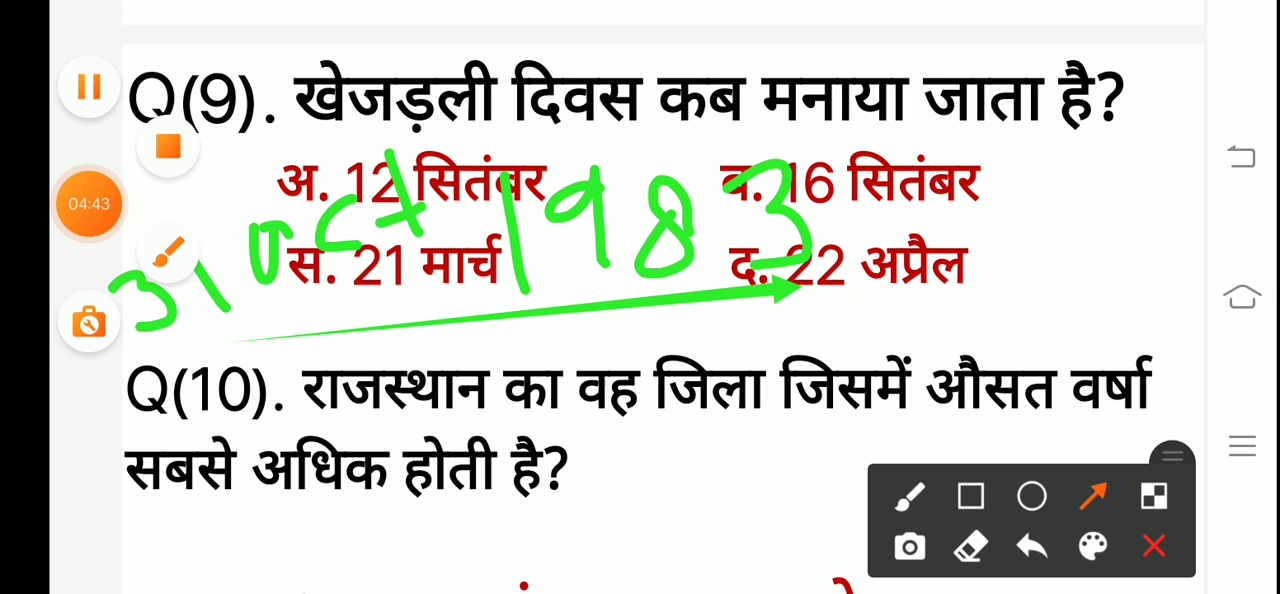 Q(9). खेजड़ली दिवस कब मनाया जाता है?
04:43
अ. 12 सितंबर ब. 16 सितंबर
स. 21 मार्च द. 22 अप्रैल
31 oct 1983
Q(10). राजस्थान का वह जिला जिसमें औसत वर्षा
सबसे अधिक होती है?